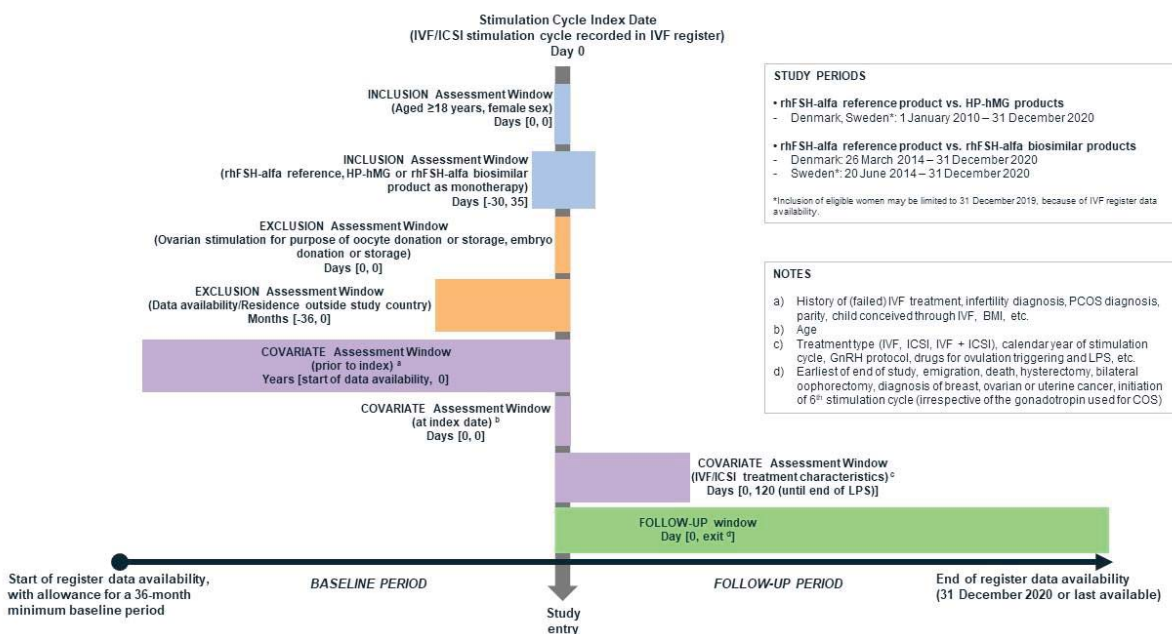 Stimulation Cycle Index Date
(IVF/ICSI stimulation cycle recorded in IVF register)
Day 0
INCLUSION Assessment Window
(Aged ≥18 years, female sex)
Days [0, 0]
INCLUSION Assessment Window
(rhFSH-alfa reference, HP-hMG or rhFSH-alfa biosimilar
product as monotherapy)
Days [-30, 35]
EXCLUSION Assessment Window
(Ovarian stimulation for purpose of oocyte donation or storage, embryo
donation or storage)
Days [0, 0]
EXCLUSION Assessment Window
(Data availability/Residence outside study country)
Months [-36, 0]
COVARIATE Assessment Window
(prior to index) a
Years [start of data availability, 0]
COVARIATE Assessment Window
(at index date) b
Days [0, 0]
COVARIATE Assessment Window
(IVF/ICSI treatment characteristics) c
Days [0, 120 (until end of LPS)]
FOLLOW-UP window
Day [0, exit d]
STUDY PERIODS
• rhFSH-alfa reference product vs. HP-hMG products
- Denmark, Sweden*: 1 January 2010 – 31 December 2020
• rhFSH-alfa reference product vs. rhFSH-alfa biosimilar products
- Denmark: 26 March 2014 – 31 December 2020
- Sweden*: 20 June 2014 – 31 December 2020
*Inclusion of eligible women may be limited to 31 December 2019, because of IVF register data
availability.
NOTES
a) History of (failed) IVF treatment, infertility diagnosis, PCOS diagnosis,
parity, child conceived through IVF, BMI, etc.
b) Age
c) Treatment type (IVF, ICSI, IVF + ICSI), calendar year of stimulation
cycle, GnRH protocol, drugs for ovulation triggering and LPS, etc.
d) Earliest of end of study, emigration, death, hysterectomy, bilateral
oophorectomy, diagnosis of breast, ovarian or uterine cancer, initiation
of 6th stimulation cycle (irrespective of the gonadotropin used for COS)
Start of register data availability,
with allowance for a 36-month
minimum baseline period
BASELINE PERIOD
FOLLOW-UP PERIOD
End of register data availability
(31 December 2020 or last available)
Study
entry